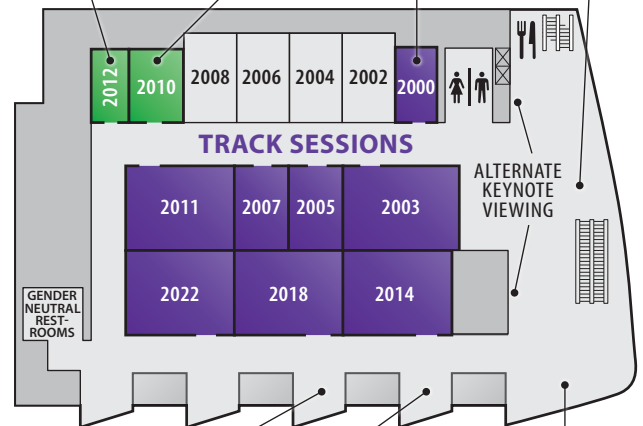 2012
2010
2008
2006
2004
2002
2000
TRACK SESSIONS
ALTERNATE
KEYNOTE
VIEWING
2011
2007
2005
2003
2022
2018
2014
GENDER
NEUTRAL
REST-
ROOMS